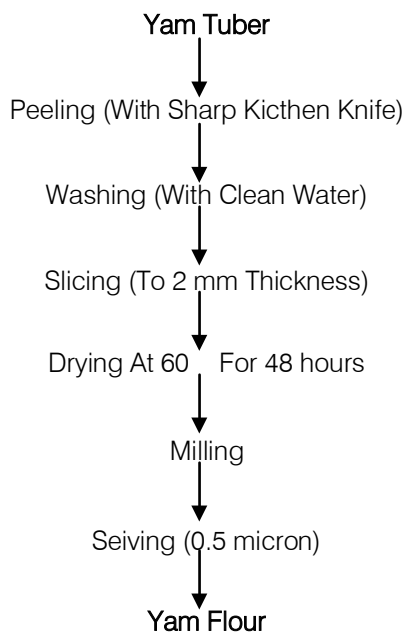 Yam Tuber
Peeling (With Sharp Kicthen Knife)
Washing (With Clean Water)
Slicing (To 2 mm Thickness)
Drying At 60 For 48 hours
Milling
Seiving (0.5 micron)
Yam Flour